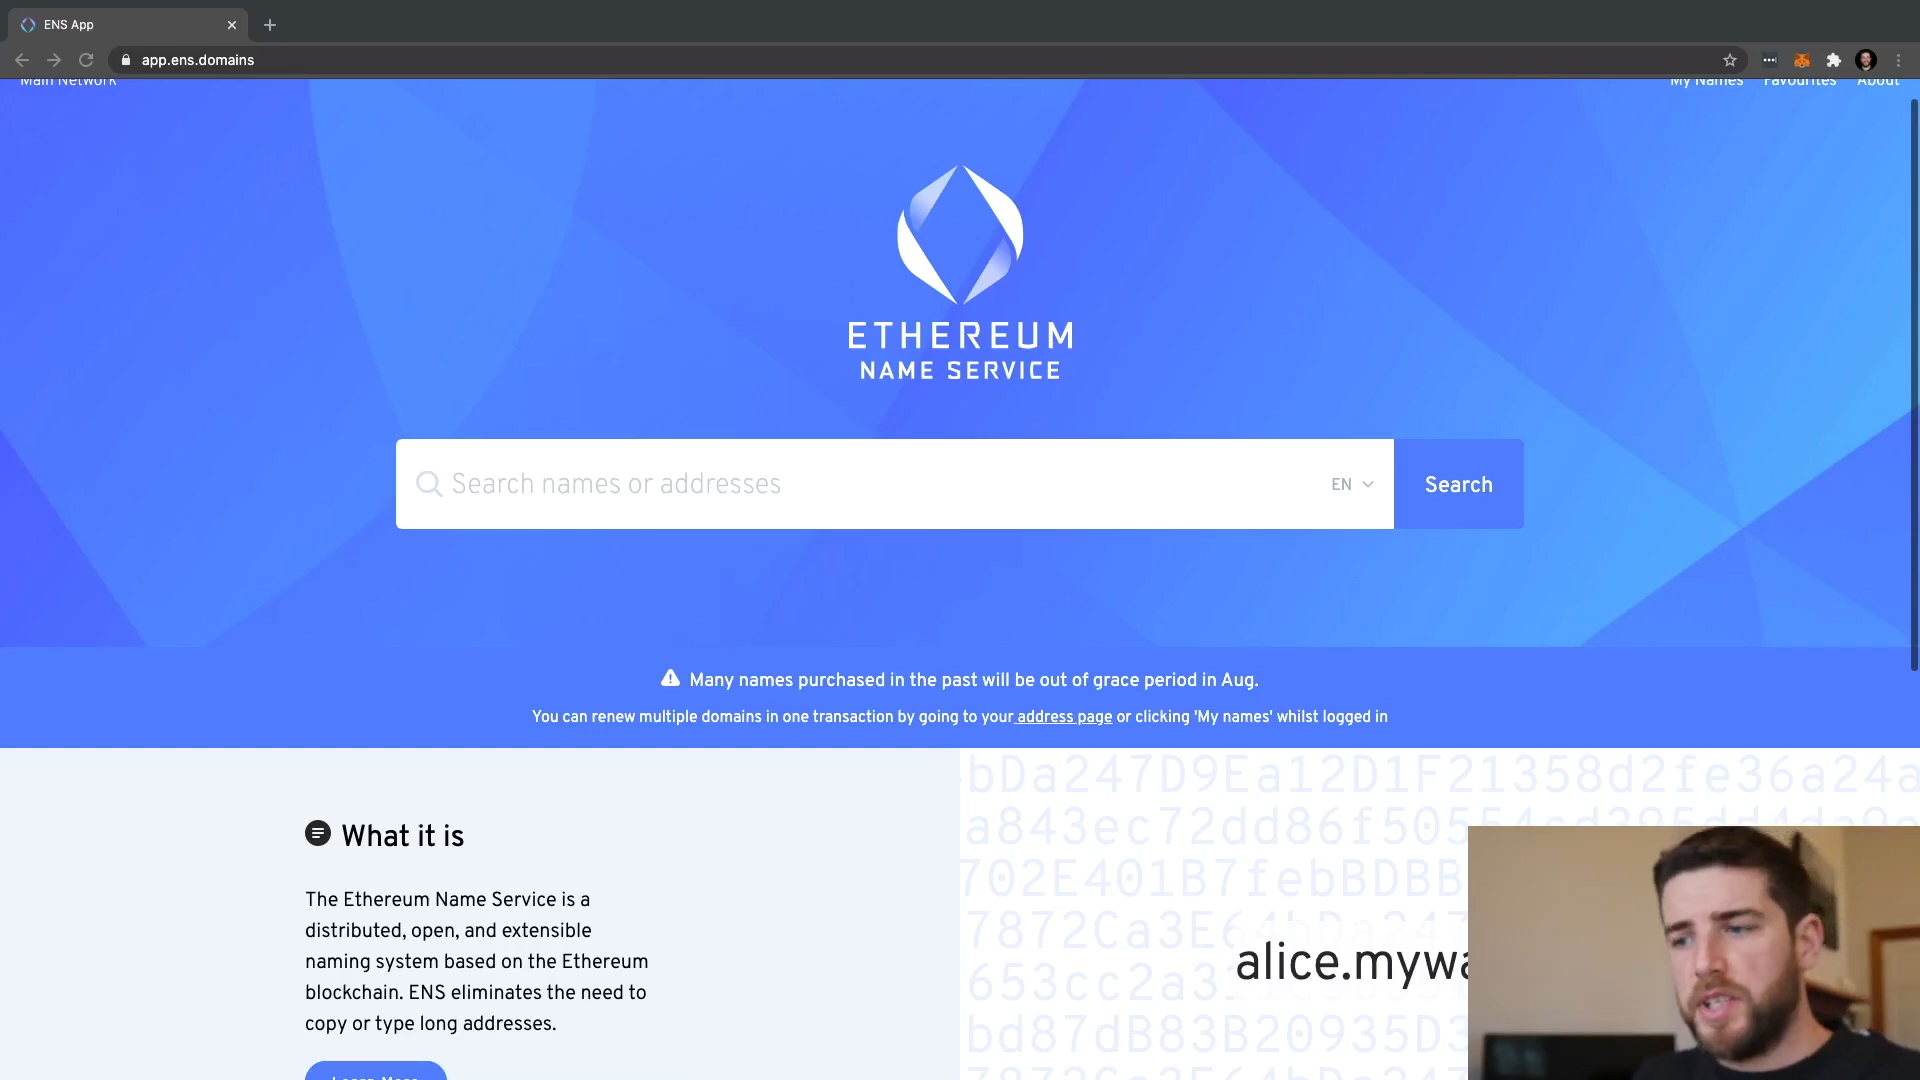 ENS App
app.ens.domains
Main Network
My Names
Favourites
About
ETHEREUM
NAME SERVICE
Search names or addresses
EN
Search
Many names purchased in the past will be out of grace period in Aug.
You can renew multiple domains in one transaction by going to your address page or clicking 'My names' whilst logged in
What it is
The Ethereum Name Service is a
distributed, open, and extensible
naming system based on the Ethereum
blockchain. ENS eliminates the need to
copy or type long addresses.
Learn More
bDa247D9Ea12D1F21358d2fe36a24a
702E401B7febBDBB
alice.mywa
bd87dB83B20935D3